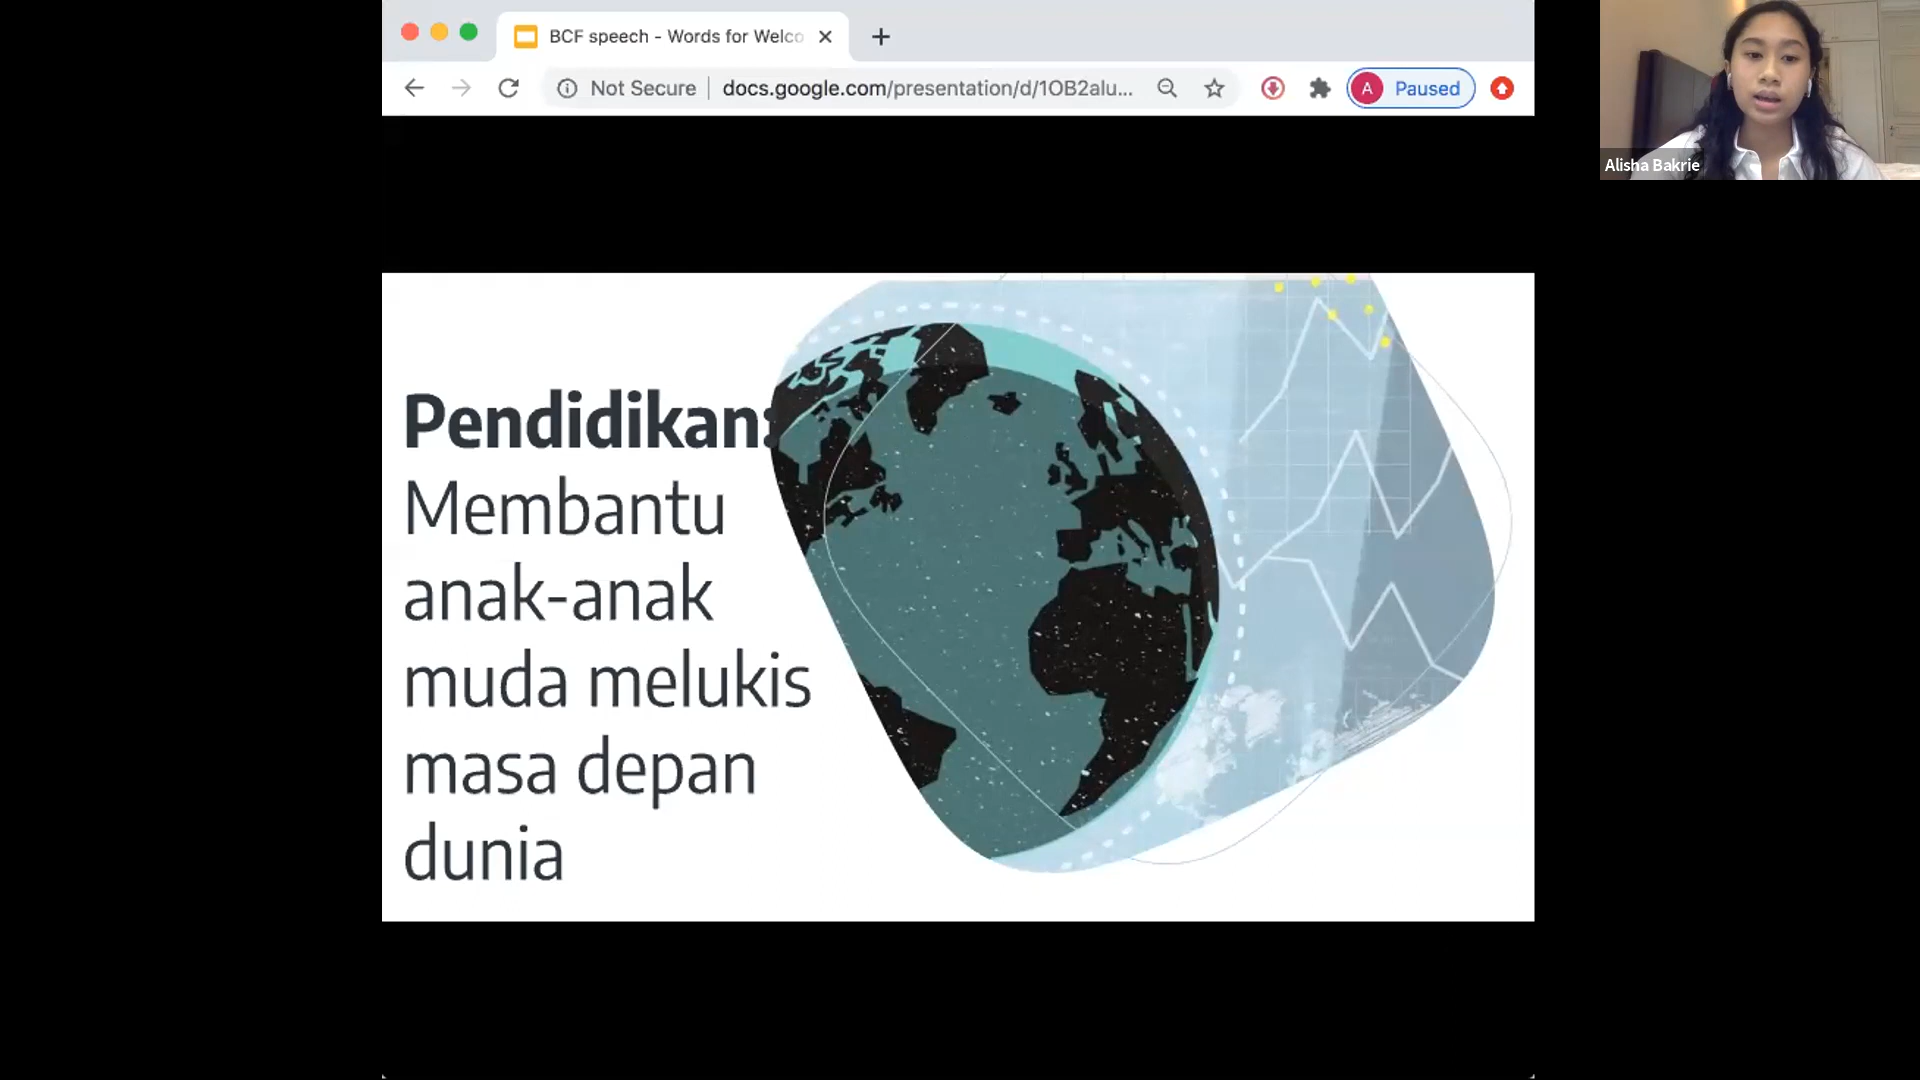 BCF speech - Words for Welco
Not Secure
docs.google.com/presentation/d/1OB2alu...
A
Paused
Alisha Bakrie
Pendidikan:
Membantu
anak-anak
muda melukis
masa depan
dunia